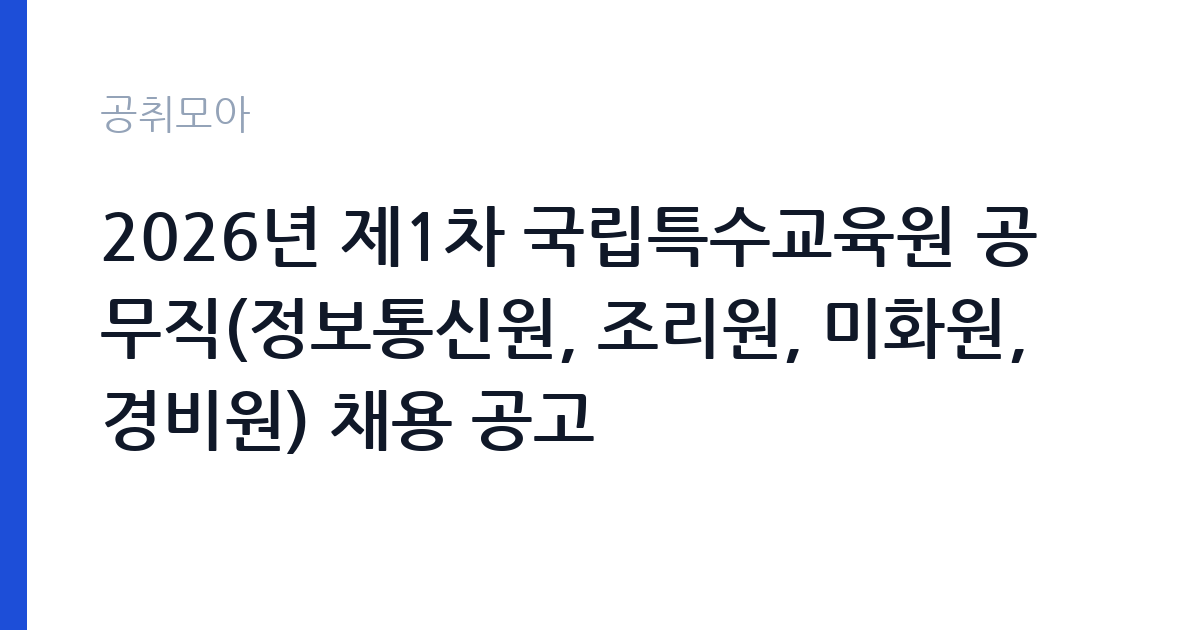 공취모아
2026년 제1차 국립특수교육원 공
무직(정보통신원, 조리원, 미화원,
경비원) 채용 공고